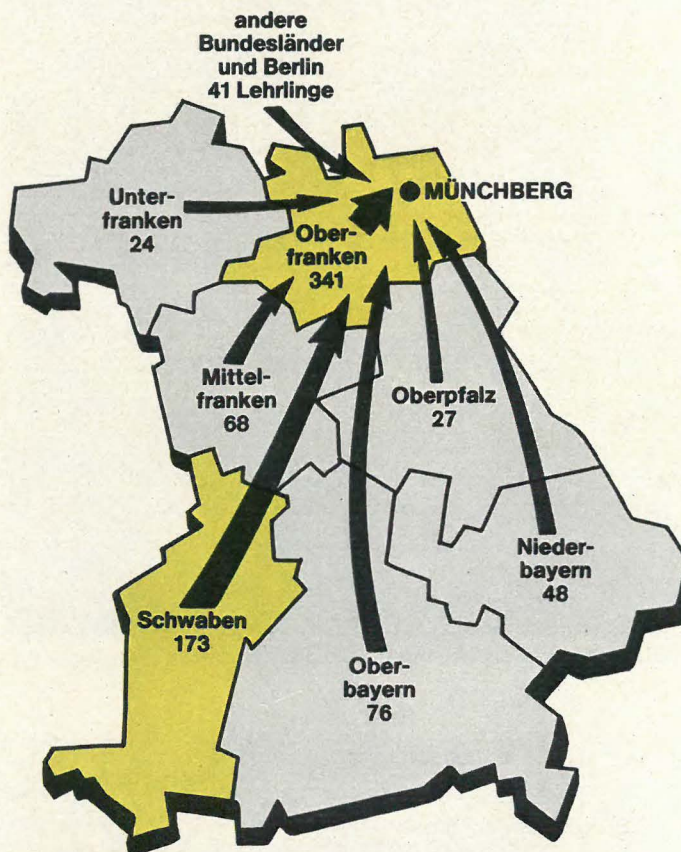 andere
Bundesländer
und Berlin
41 Lehrlinge
Unter-
franken
24
MÜNCHBERG
Ober-
franken
341
Mittel-
franken
68
Oberpfalz
27
Nieder-
bayern
48
Schwaben
173
Ober-
bayern
76